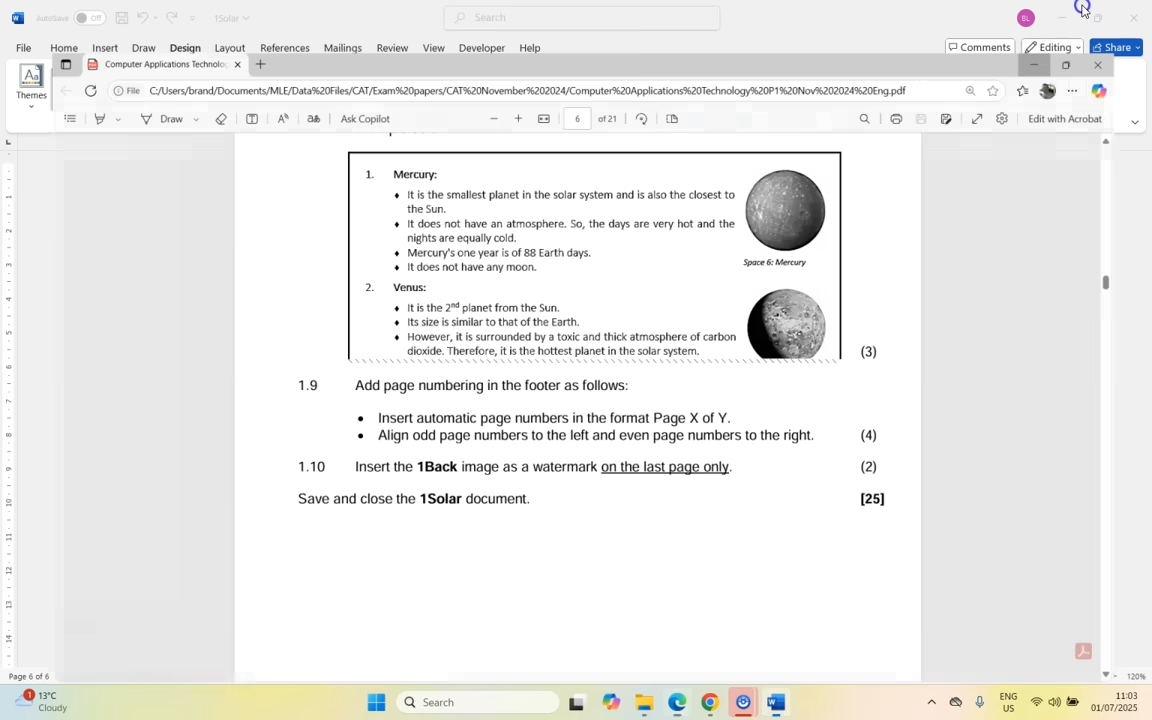 AutoSave Off 1Solar Search BL
File Home Insert Draw Design Layout References Mailings Review View Developer Help Comments Editing Share
Computer Applications Technolo
Themes
File C:/Users/brand/Documents/MLE/Data%20Files/CAT/Exam%20papers/CAT%20November%202024/Computer%20Applications%20Technology%20P1%20Nov%202024%20Eng.pdf
Draw Ask Copilot 6 of 21 Edit with Acrobat
1. Mercury:
♦ It is the smallest planet in the solar system and is also the closest to
the Sun.
♦ It does not have an atmosphere. So, the days are very hot and the
nights are equally cold.
♦ Mercury's one year is of 88 Earth days.
♦ It does not have any moon.
Space 6: Mercury
2. Venus:
♦ It is the 2nd planet from the Sun.
♦ Its size is similar to that of the Earth.
♦ However, it is surrounded by a toxic and thick atmosphere of carbon
dioxide. Therefore, it is the hottest planet in the solar system.
(3)
1.9 Add page numbering in the footer as follows:
• Insert automatic page numbers in the format Page X of Y.
• Align odd page numbers to the left and even page numbers to the right. (4)
1.10 Insert the 1Back image as a watermark on the last page only. (2)
Save and close the 1Solar document. [25]
Page 6 of 6 120%
1 13°C
Cloudy
Search
ENG
US
11:03
01/07/2025